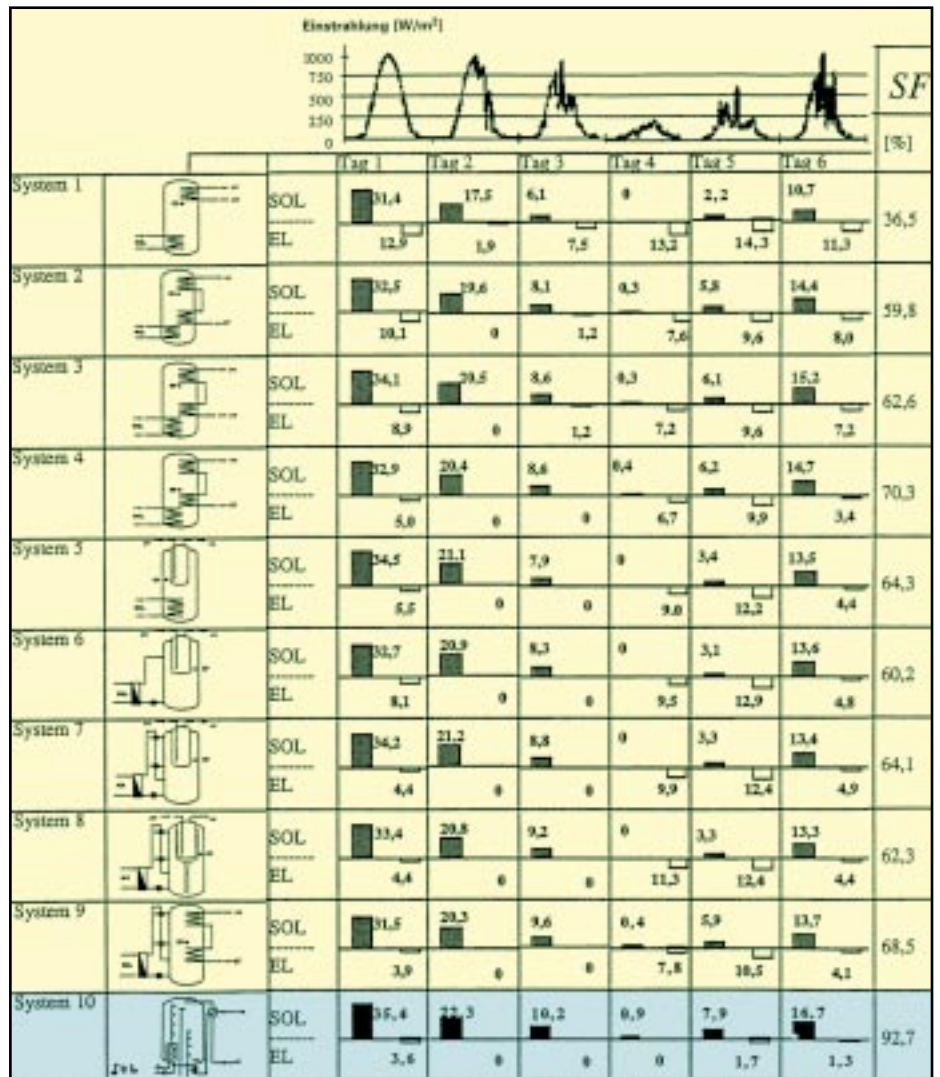 Einstrahlung [W/m²]
1000
750
500
250
0
SF
[%]
Tag 1 Tag 2 Tag 3 Tag 4 Tag 5 Tag 6
System 1
SOL 31,4 17,5 6,1 0 2,2 10,7
36,5
EL 12,9 1,9 7,5 13,2 14,3 11,3
System 2
SOL 32,5 19,6 8,1 0,3 5,8 14,4
59,8
EL 10,1 0 1,2 7,6 9,6 8,0
System 3
SOL 34,1 20,5 8,6 0,3 6,1 15,2
62,6
EL 8,9 0 1,2 7,2 9,6 7,2
System 4
SOL 32,9 20,4 8,6 0,4 6,2 14,7
70,3
EL 5,0 0 0 6,7 9,9 3,4
System 5
SOL 34,5 21,1 7,9 0 3,4 13,5
64,3
EL 5,5 0 0 9,0 12,2 4,4
System 6
SOL 32,7 20,9 8,3 0 3,1 13,6
60,2
EL 8,1 0 0 9,5 12,9 4,8
System 7
SOL 34,2 21,2 8,8 0 3,3 13,4
64,1
EL 4,4 0 0 9,9 12,4 4,9
System 8
SOL 33,4 20,8 9,2 0 3,3 13,3
62,3
EL 4,4 0 0 11,3 12,4 4,4
System 9
SOL 31,5 20,3 9,6 0,4 5,9 13,7
68,5
EL 3,9 0 0 7,8 10,5 4,1
System 10
SOL 35,4 22,3 10,2 0,9 7,9 16,7
92,7
EL 3,6 0 0 0 1,7 1,3